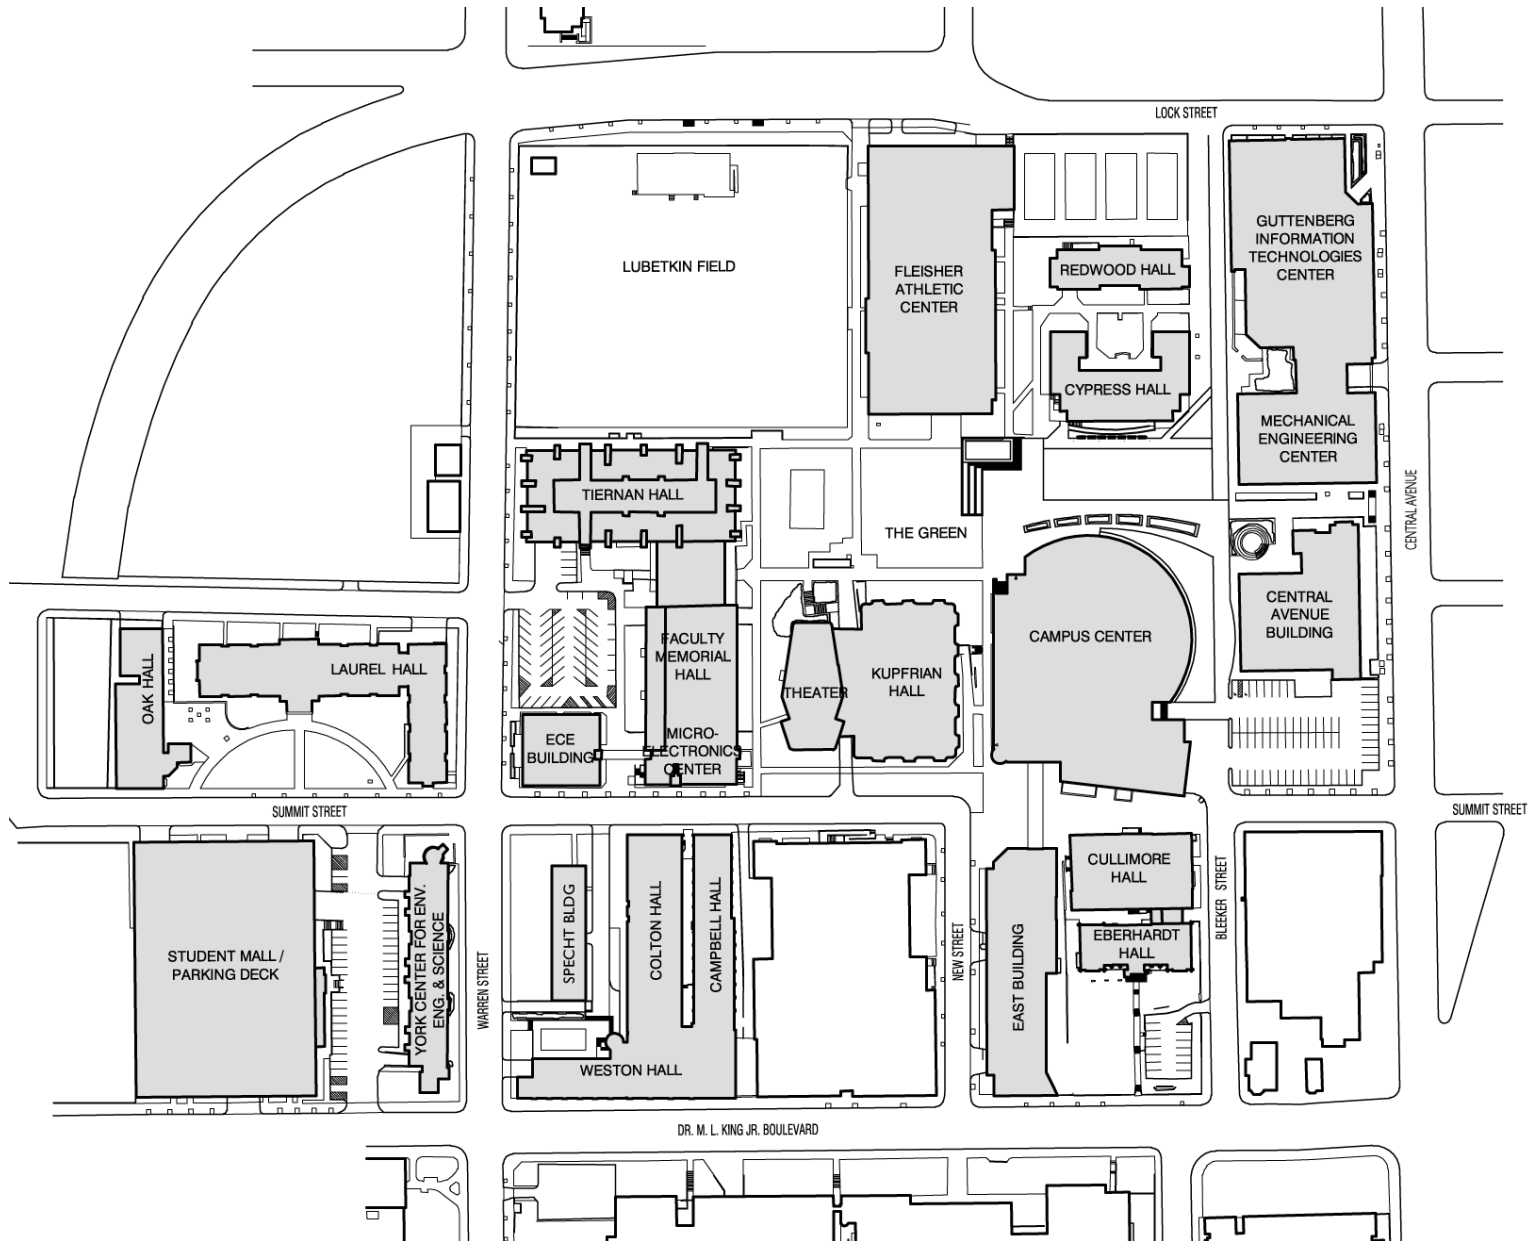 LOCK STREET
GUTTENBERG
INFORMATION
TECHNOLOGIES
CENTER
LUBETKIN FIELD
FLEISHER
ATHLETIC
CENTER
REDWOOD HALL
CYPRESS HALL
MECHANICAL
ENGINEERING
CENTER
TIERNAN HALL
THE GREEN
CENTRAL AVENUE
CENTRAL
AVENUE
BUILDING
FACULTY
MEMORIAL
HALL
CAMPUS CENTER
OAK HALL
LAUREL HALL
THEATER
KUPFRIAN
HALL
ECE
BUILDING
MICRO-
ELECTRONICS
CENTER
SUMMIT STREET
SUMMIT STREET
STUDENT MALL /
PARKING DECK
YORK CENTER FOR ENV.
ENG. & SCIENCE
WARREN STREET
SPECHT BLDG
COLTON HALL
CAMPBELL HALL
WESTON HALL
NEW STREET
EAST BUILDING
CULLIMORE
HALL
EBERHARDT
HALL
BLEEKER STREET
DR. M. L. KING JR. BOULEVARD